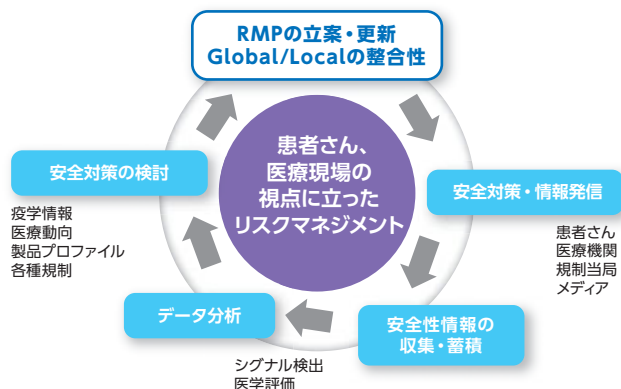 RMPの立案・更新
Global/Localの整合性
患者さん、
医療現場の
視点に立った
リスクマネジメント
安全対策・情報発信
患者さん
医療機関
規制当局
メディア
安全性情報の
収集・蓄積
データ分析
シグナル検出
医学評価
安全対策の検討
疫学情報
医療動向
製品プロファイル
各種規制